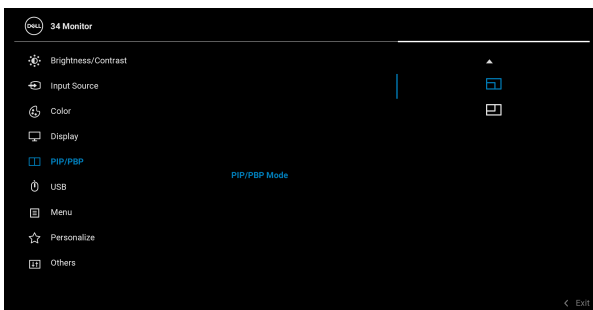 DELL 34 Monitor
Brightness/Contrast
Input Source
Color
Display
PIP/PBP
PIP/PBP Mode
USB
Menu
Personalize
Others
Exit